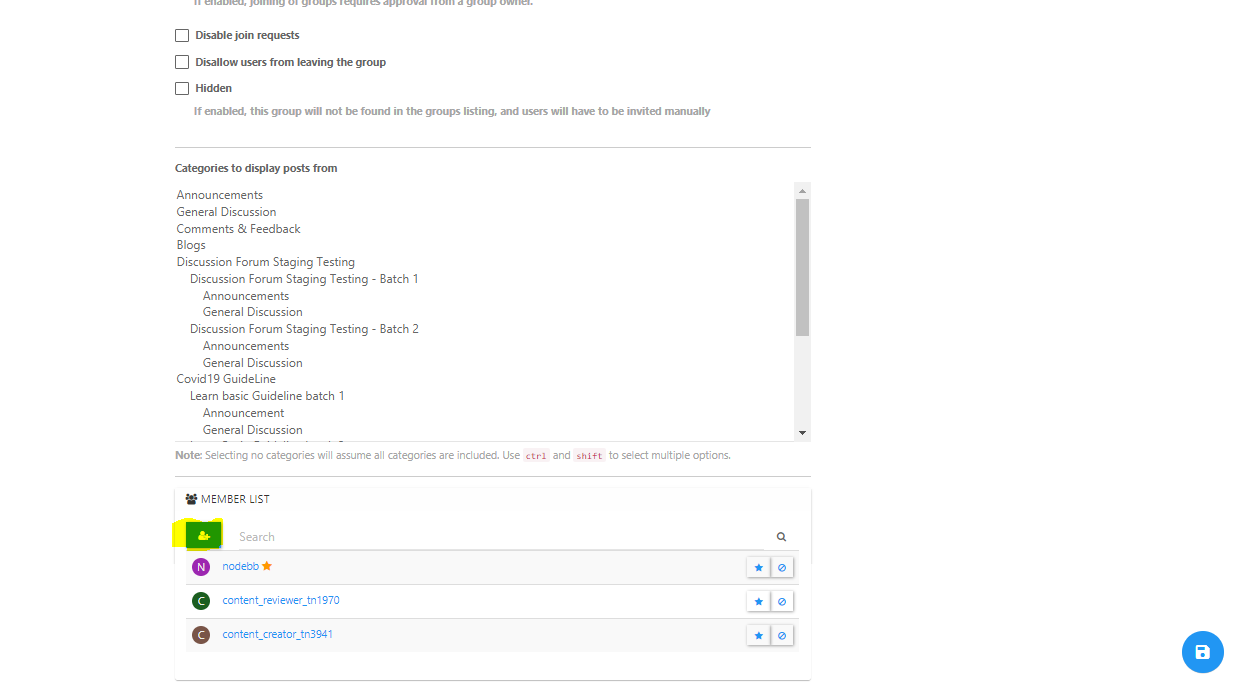 If enabled, joining of groups requires approval from a group owner.
Disable join requests
Disallow users from leaving the group
Hidden
If enabled, this group will not be found in the groups listing, and users will have to be invited manually
Categories to display posts from
Announcements
General Discussion
Comments & Feedback
Blogs
Discussion Forum Staging Testing
Discussion Forum Staging Testing - Batch 1
Announcements
General Discussion
Discussion Forum Staging Testing - Batch 2
Announcements
General Discussion
Covid19 GuideLine
Learn basic Guideline batch 1
Announcement
General Discussion
Note: Selecting no categories will assume all categories are included. Use ctrl and shift to select multiple options.
MEMBER LIST
Search
N nodebb
C content_reviewer_tn1970
C content_creator_tn3941